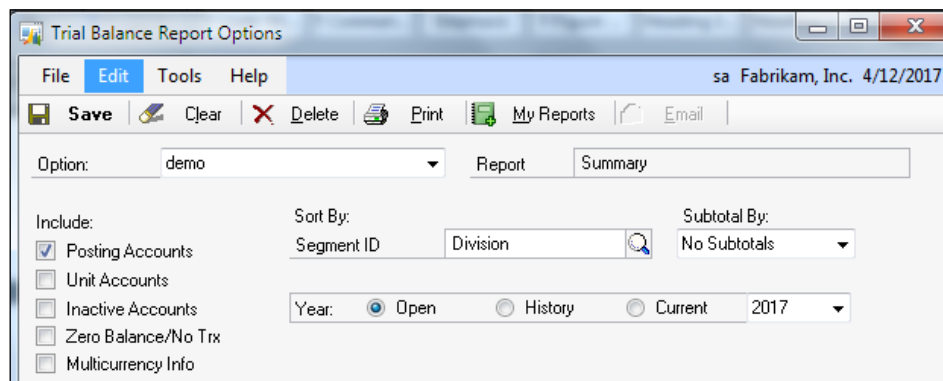 Trial Balance Report Options
File Edit Tools Help sa Fabrikam, Inc. 4/12/2017
Save Clear Delete Print My Reports Email
Option: demo Report Summary
Include: Sort By: Subtotal By:
Posting Accounts Segment ID Division No Subtotals
Unit Accounts
Inactive Accounts Year: Open History Current 2017
Zero Balance/No Trx
Multicurrency Info